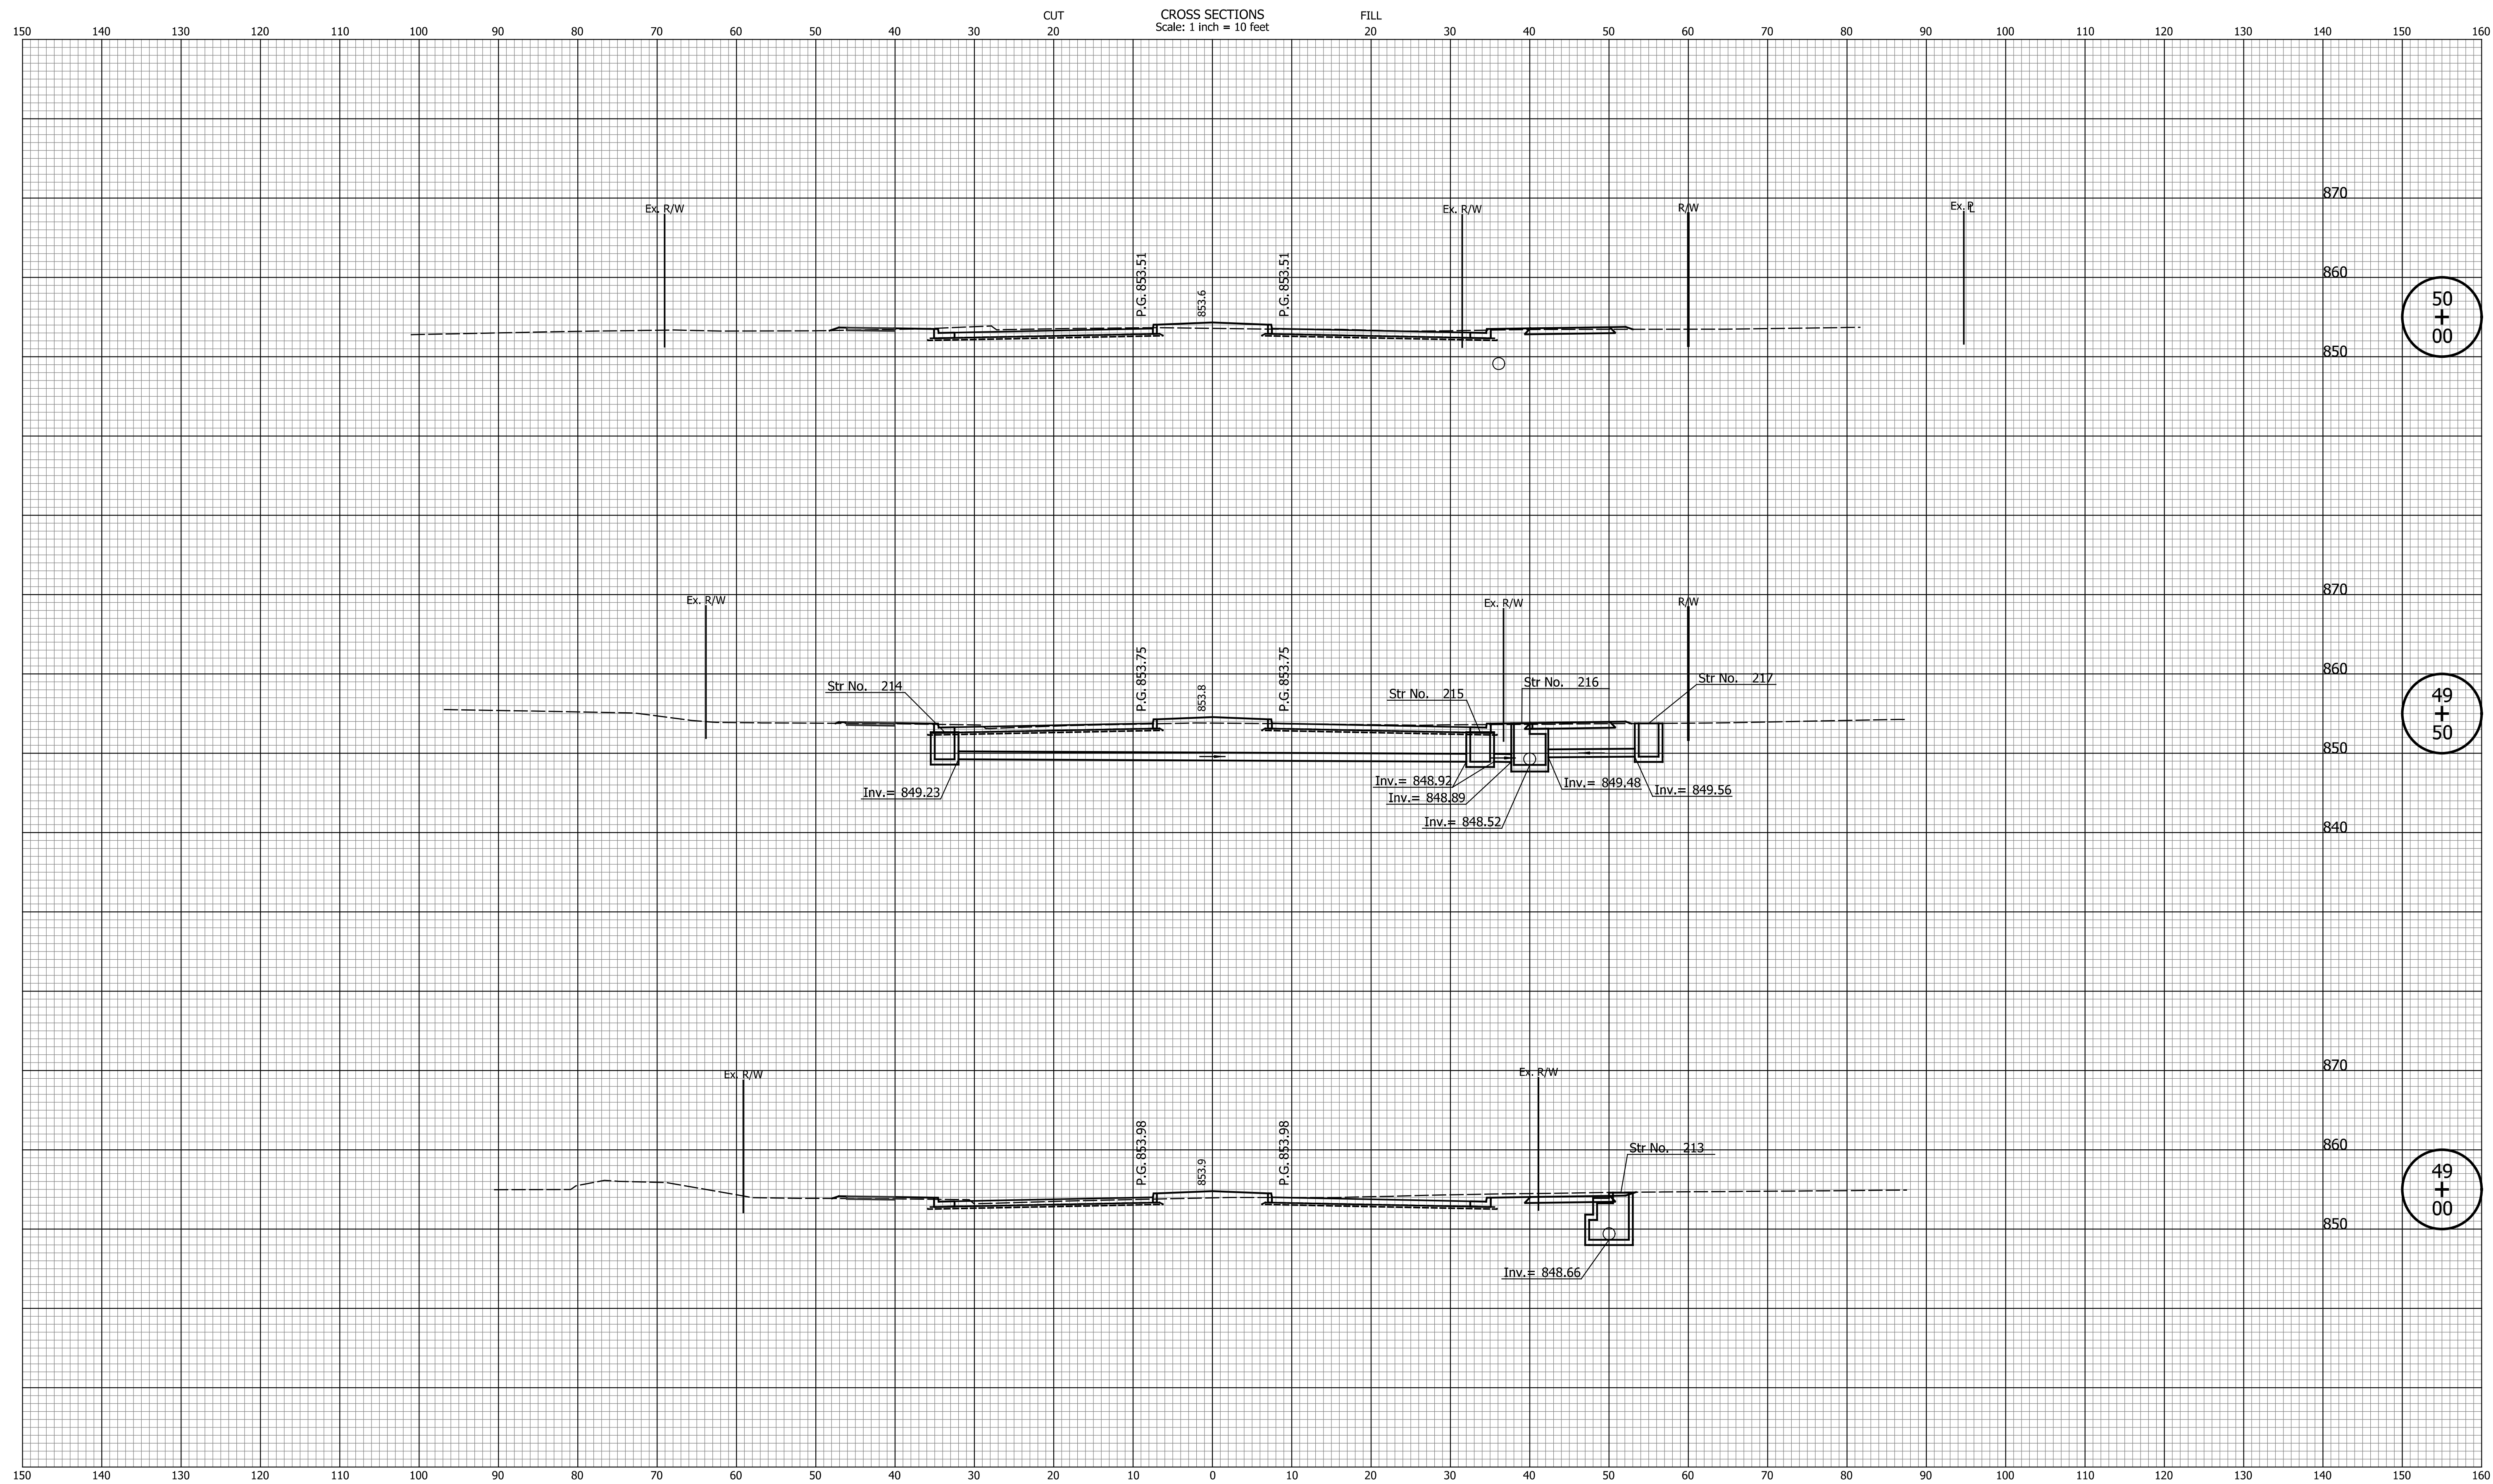 CUT CROSS SECTIONS FILL
Scale: 1 inch = 10 feet
150 140 130 120 110 100 90 80 70 60 50 40 30 20 20 30 40 50 60 70 80 90 100 110 120 130 140 150 160
870
Ex. R/W Ex. R/W R/W Ex. PL
P.G. 853.51 853.6 P.G. 853.51
860
50
+
00
850
870
Ex. R/W Ex. R/W R/W
P.G. 853.75 853.8 P.G. 853.75
860
Str No. 214 Str No. 215 Str No. 216 Str No. 217
49
+
50
850
Inv.= 849.23 Inv.= 848.92 Inv.= 849.48 Inv.= 849.56
Inv.= 848.89
Inv.= 848.52
840
870
Ex. R/W Ex. R/W
P.G. 853.98 853.9 P.G. 853.98
860
Str No. 213
49
+
00
850
Inv.= 848.66
150 140 130 120 110 100 90 80 70 60 50 40 30 20 10 0 10 20 30 40 50 60 70 80 90 100 110 120 130 140 150 160